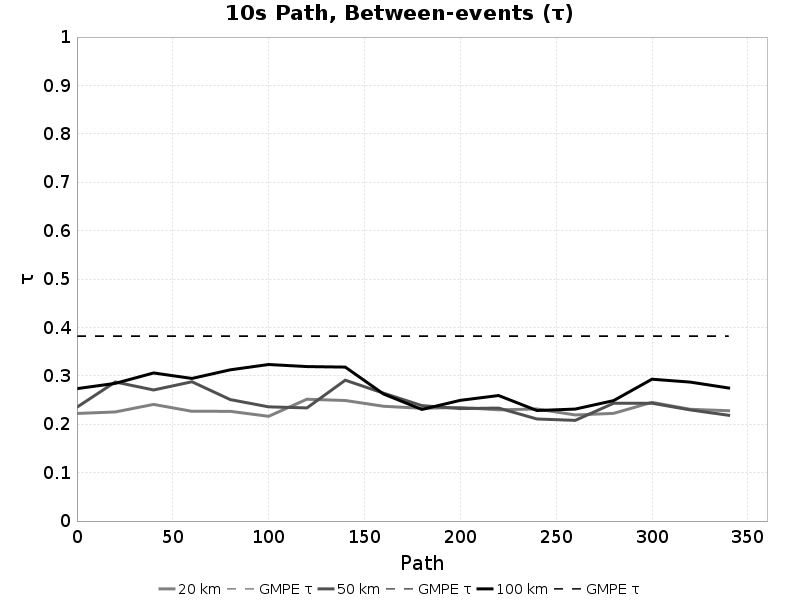 10s Path, Between-events (τ)
1
0.9
0.8
0.7
0.6
0.5
0.4
0.3
0.2
0.1
0
τ
0 50 100 150 200 250 300 350
Path
20 km GMPE τ 50 km GMPE τ 100 km GMPE τ